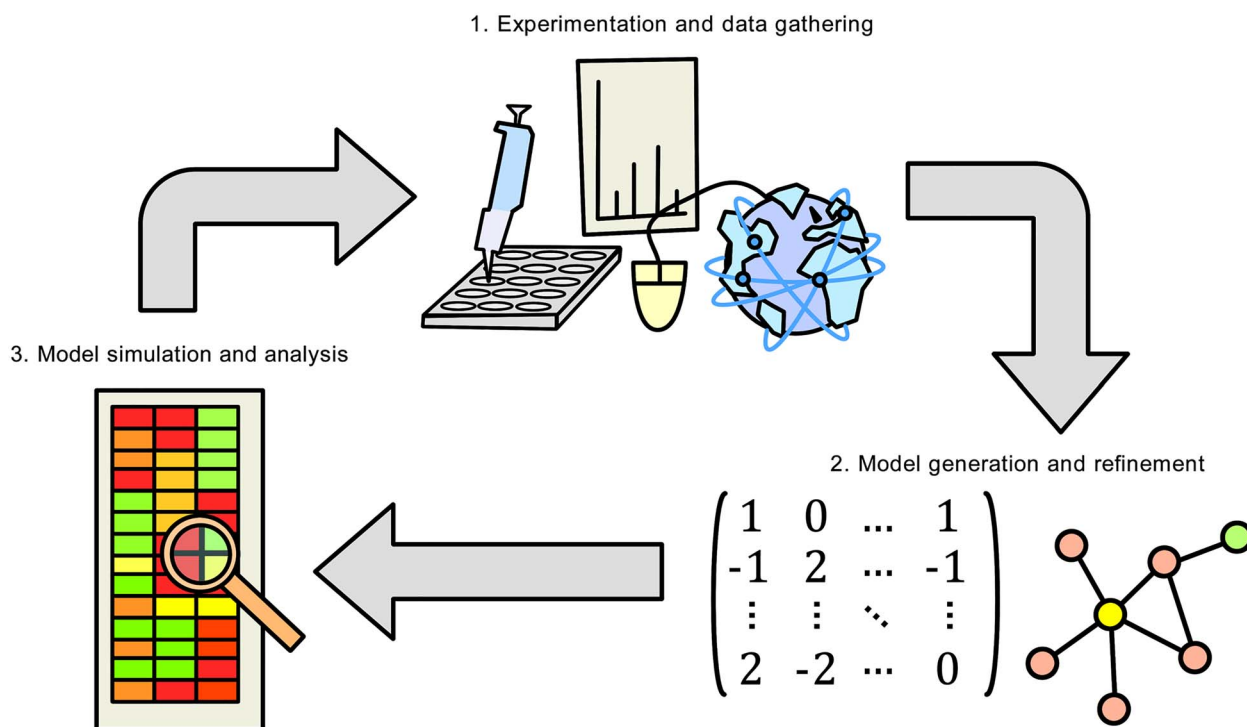 1. Experimentation and data gathering
3. Model simulation and analysis
2. Model generation and refinement
1 0 ... 1
-1 2 ... -1
⋮ ⋮ ⋱ ⋮
2 -2 ... 0